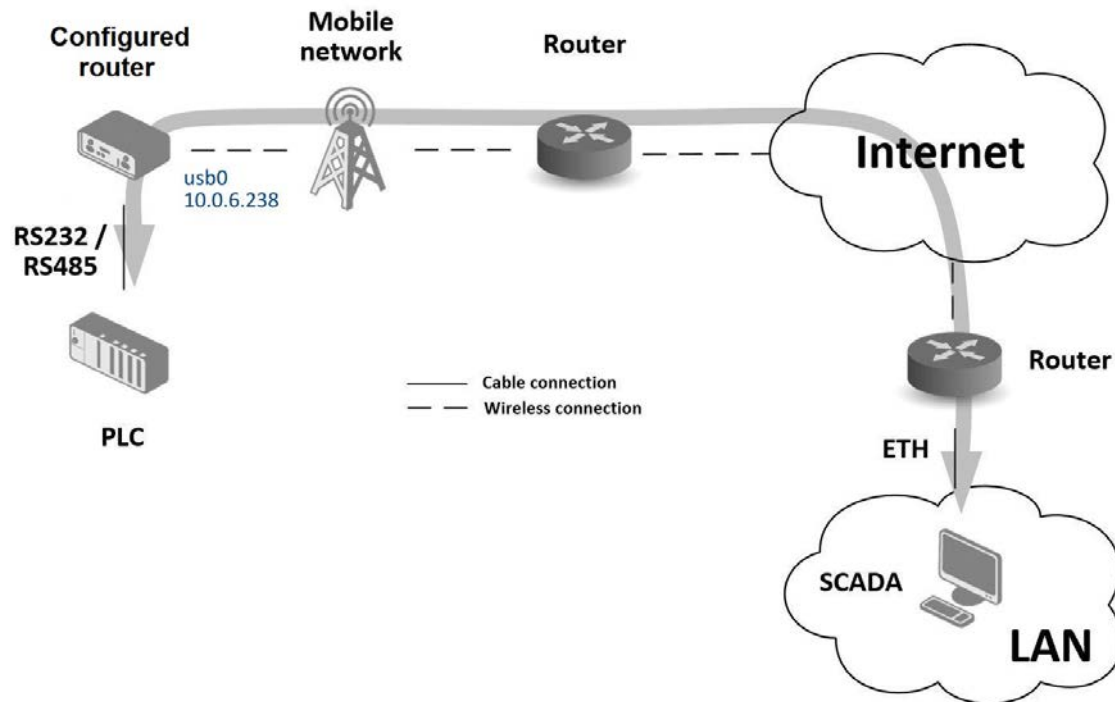 Configured
router
Mobile
network
Router
Internet
usb0
10.0.6.238
RS232 /
RS485
PLC
Cable connection
Wireless connection
Router
ETH
SCADA
LAN